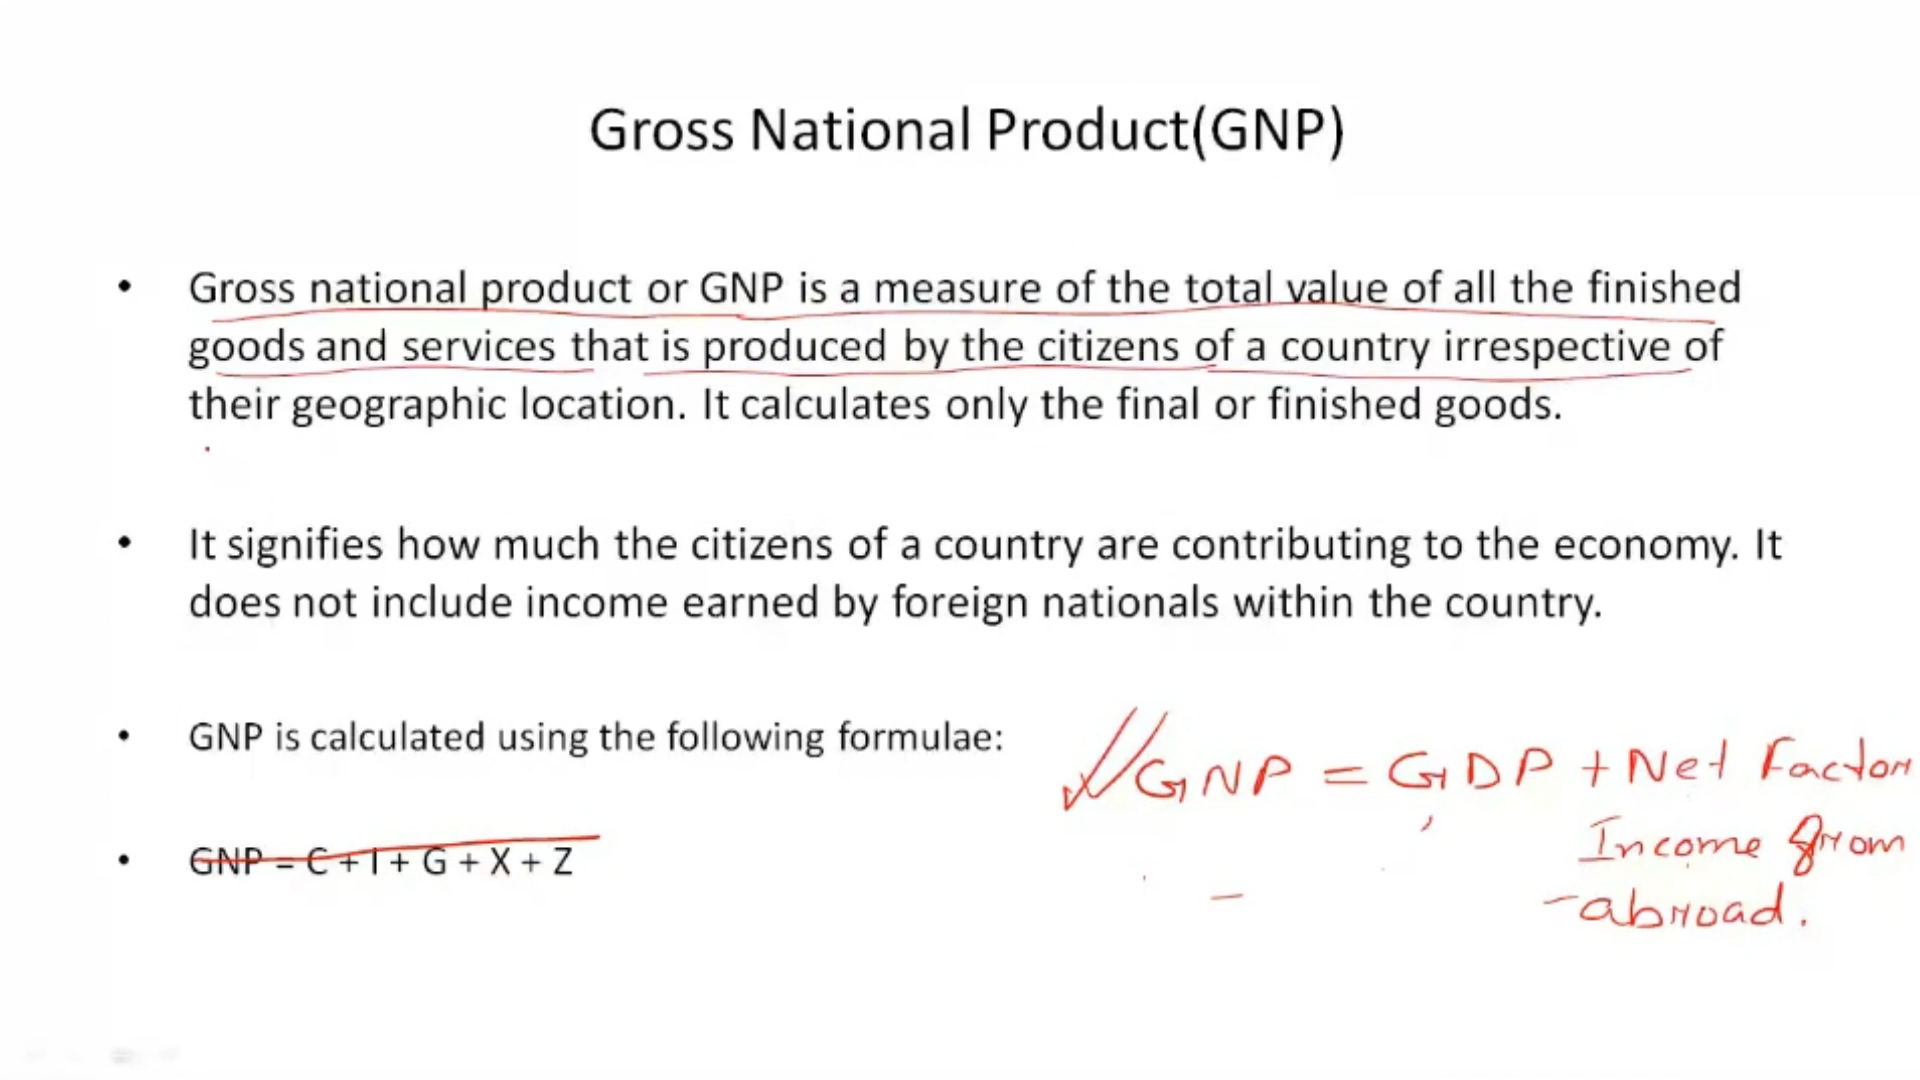 Gross National Product(GNP)
• Gross national product or GNP is a measure of the total value of all the finished
goods and services that is produced by the citizens of a country irrespective of
their geographic location. It calculates only the final or finished goods.
• It signifies how much the citizens of a country are contributing to the economy. It
does not include income earned by foreign nationals within the country.
• GNP is calculated using the following formulae:
GNP = GDP + Net Factor
Income from
abroad.
• GNP = C + I + G + X + Z